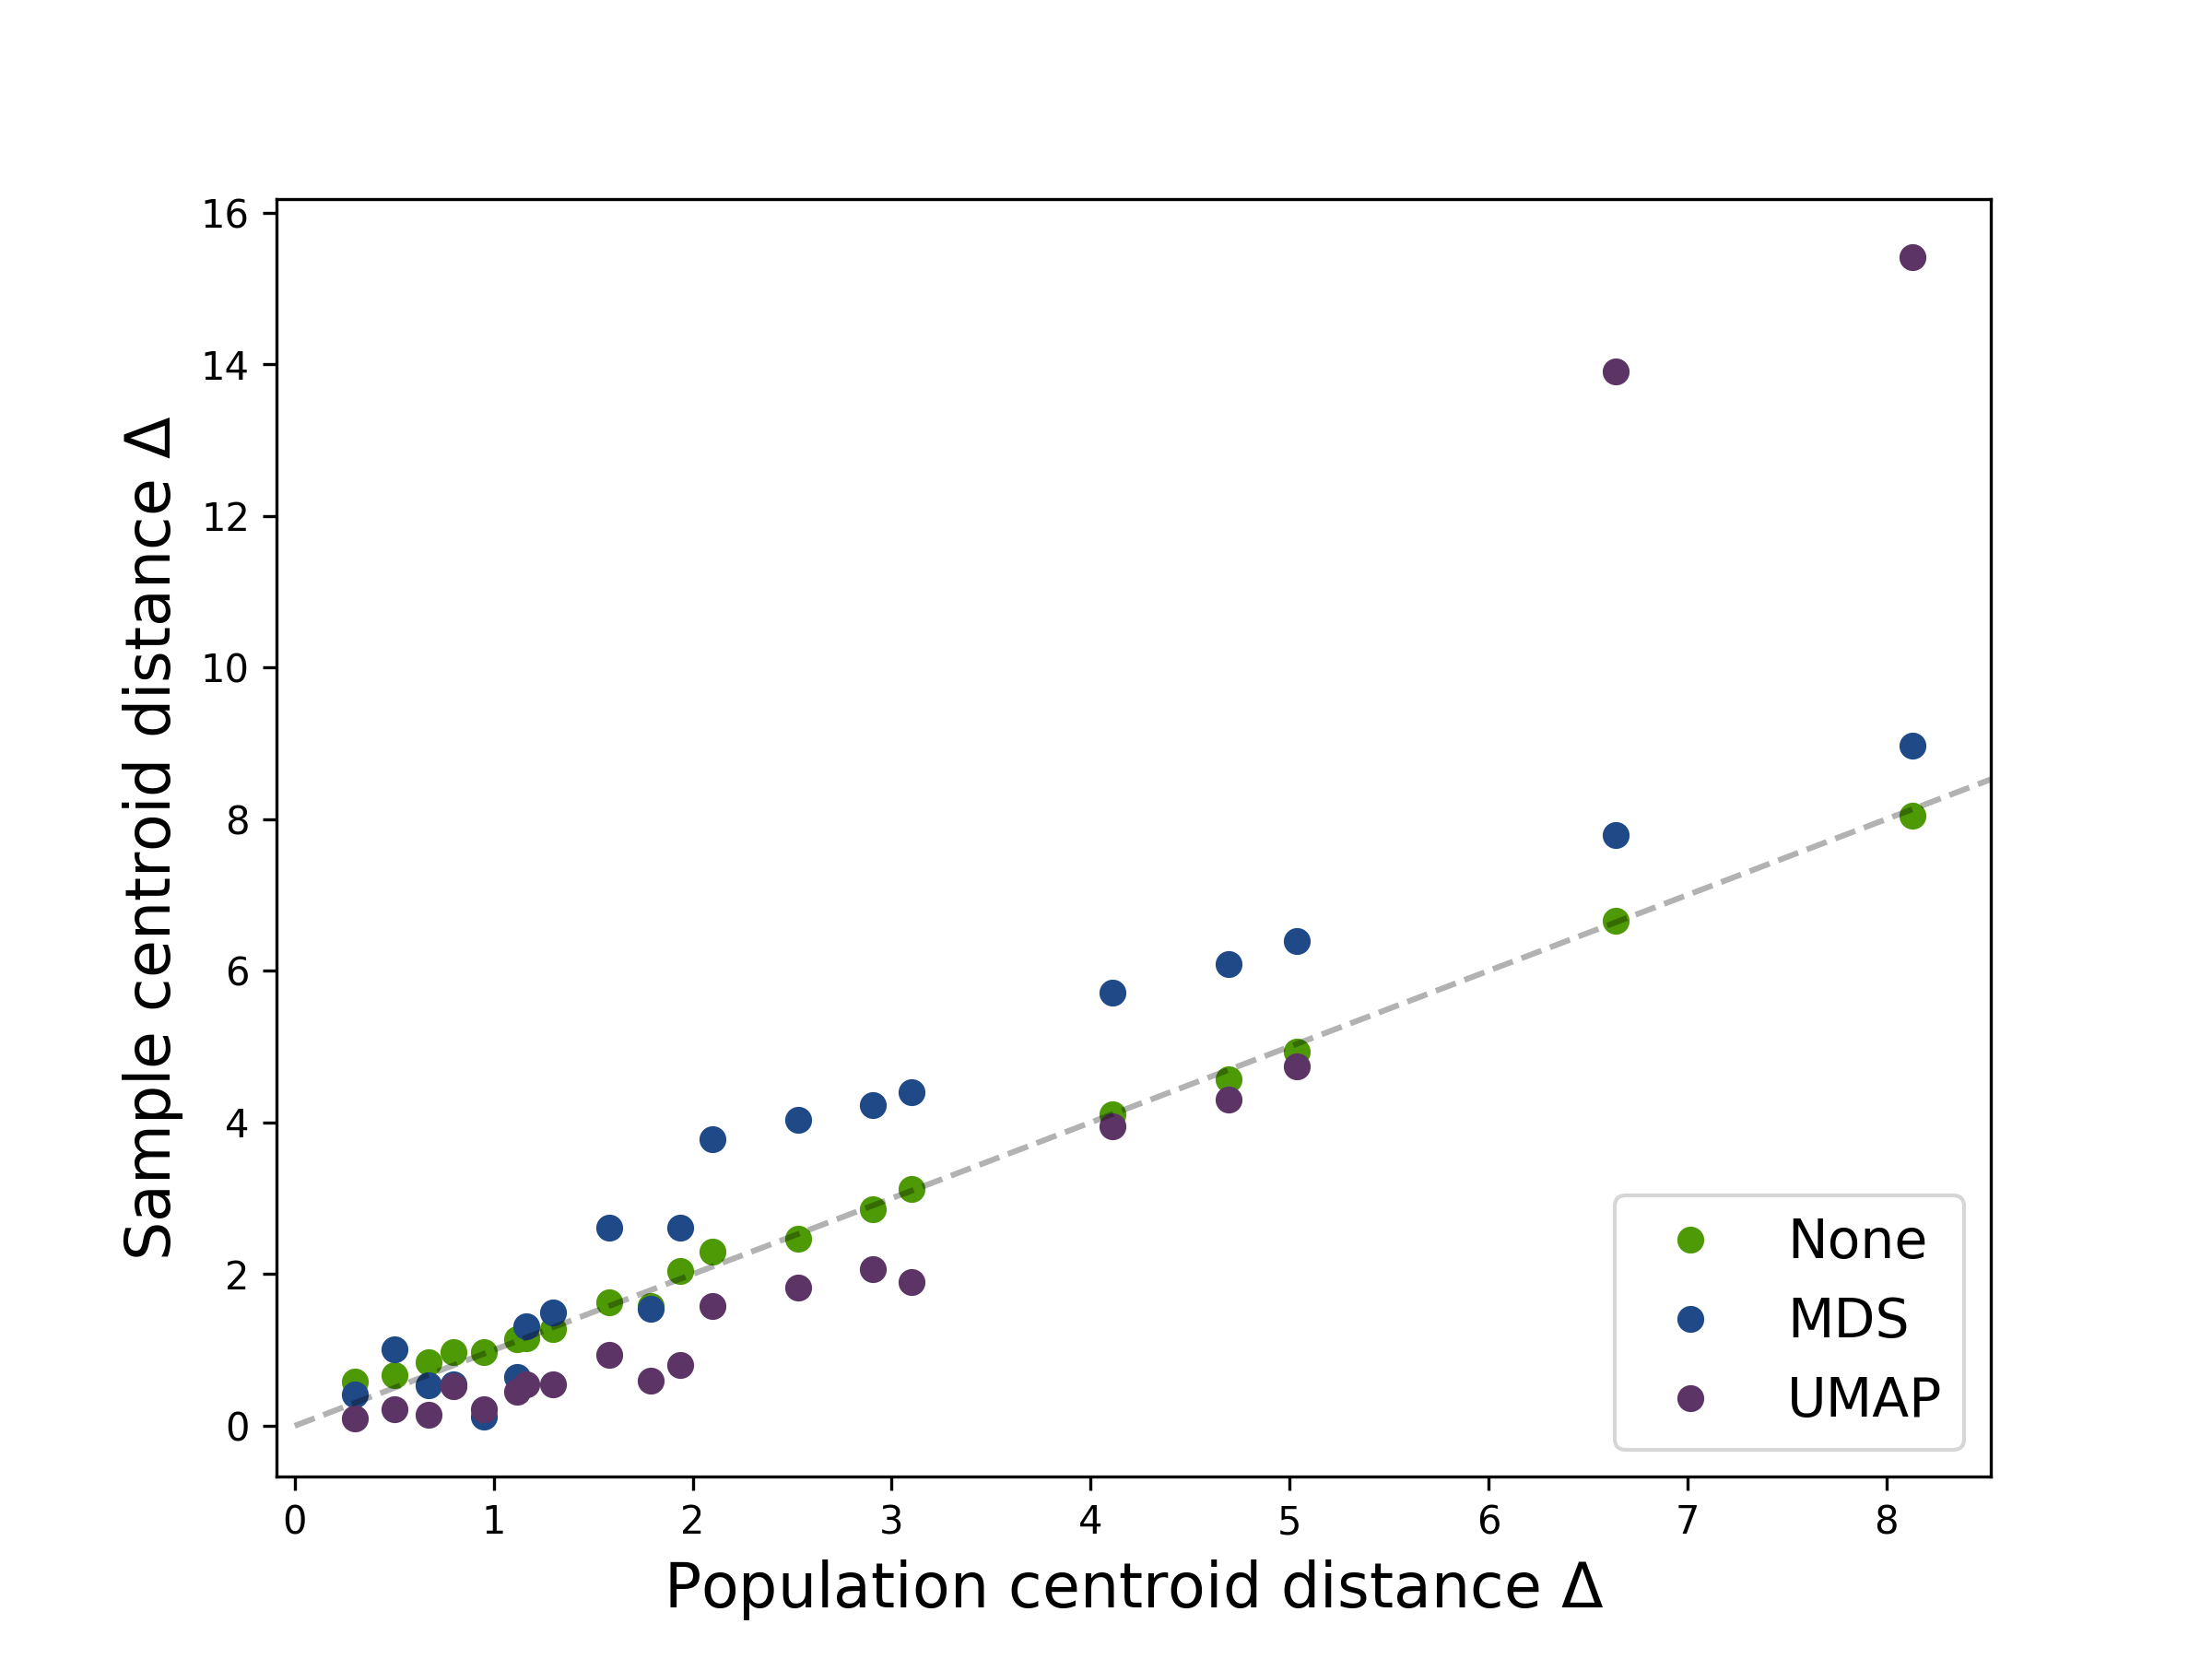 16
14
12
10
8
6
4
2
0
Sample centroid distance Δ
0 1 2 3 4 5 6 7 8
Population centroid distance Δ
None
MDS
UMAP